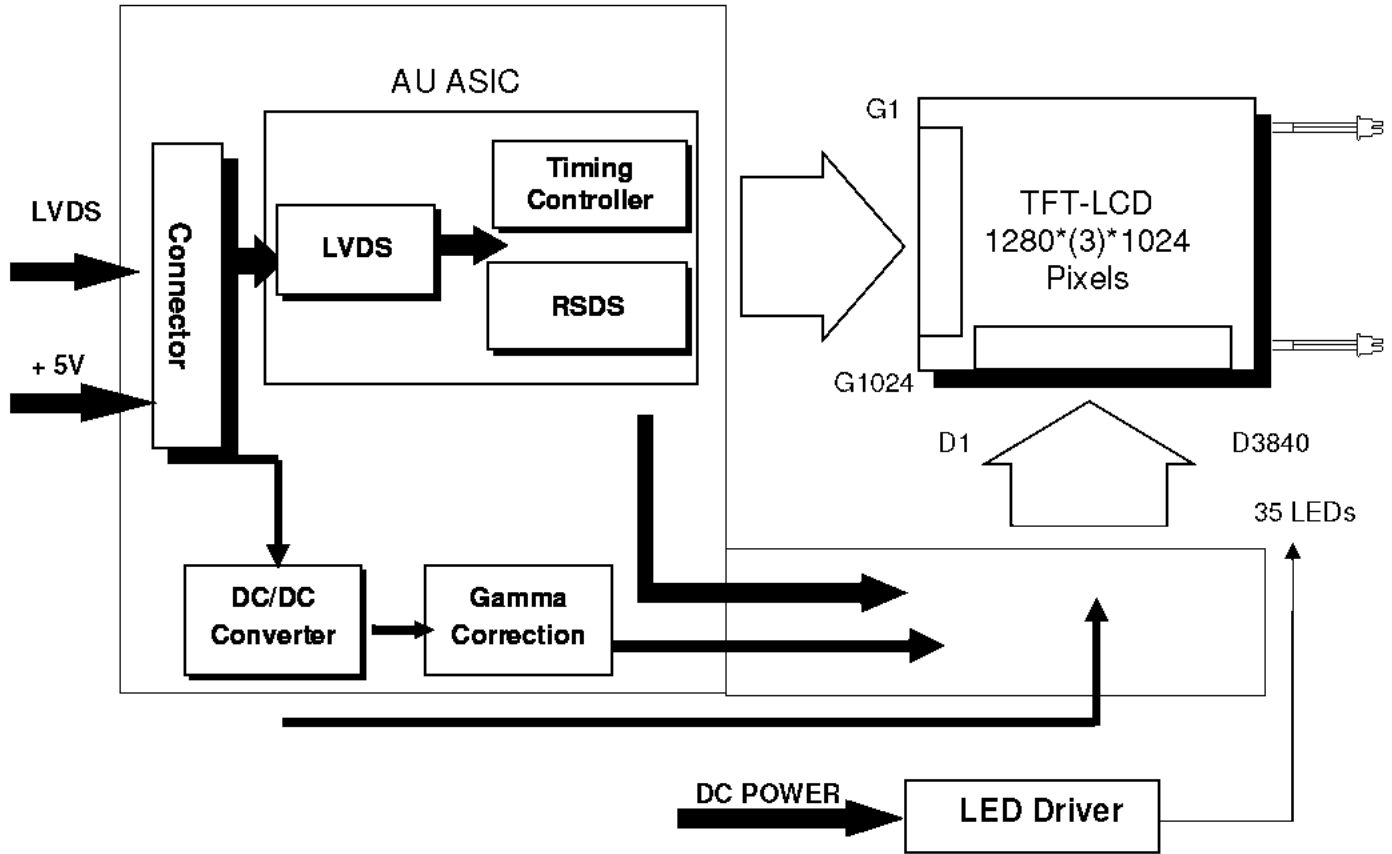 AU ASIC
G1
Timing
Controller
LVDS
Connector
LVDS
TFT-LCD
1280*(3)*1024
Pixels
RSDS
+ 5V
G1024
D1
D3840
35 LEDs
DC/DC
Converter
Gamma
Correction
DC POWER
LED Driver